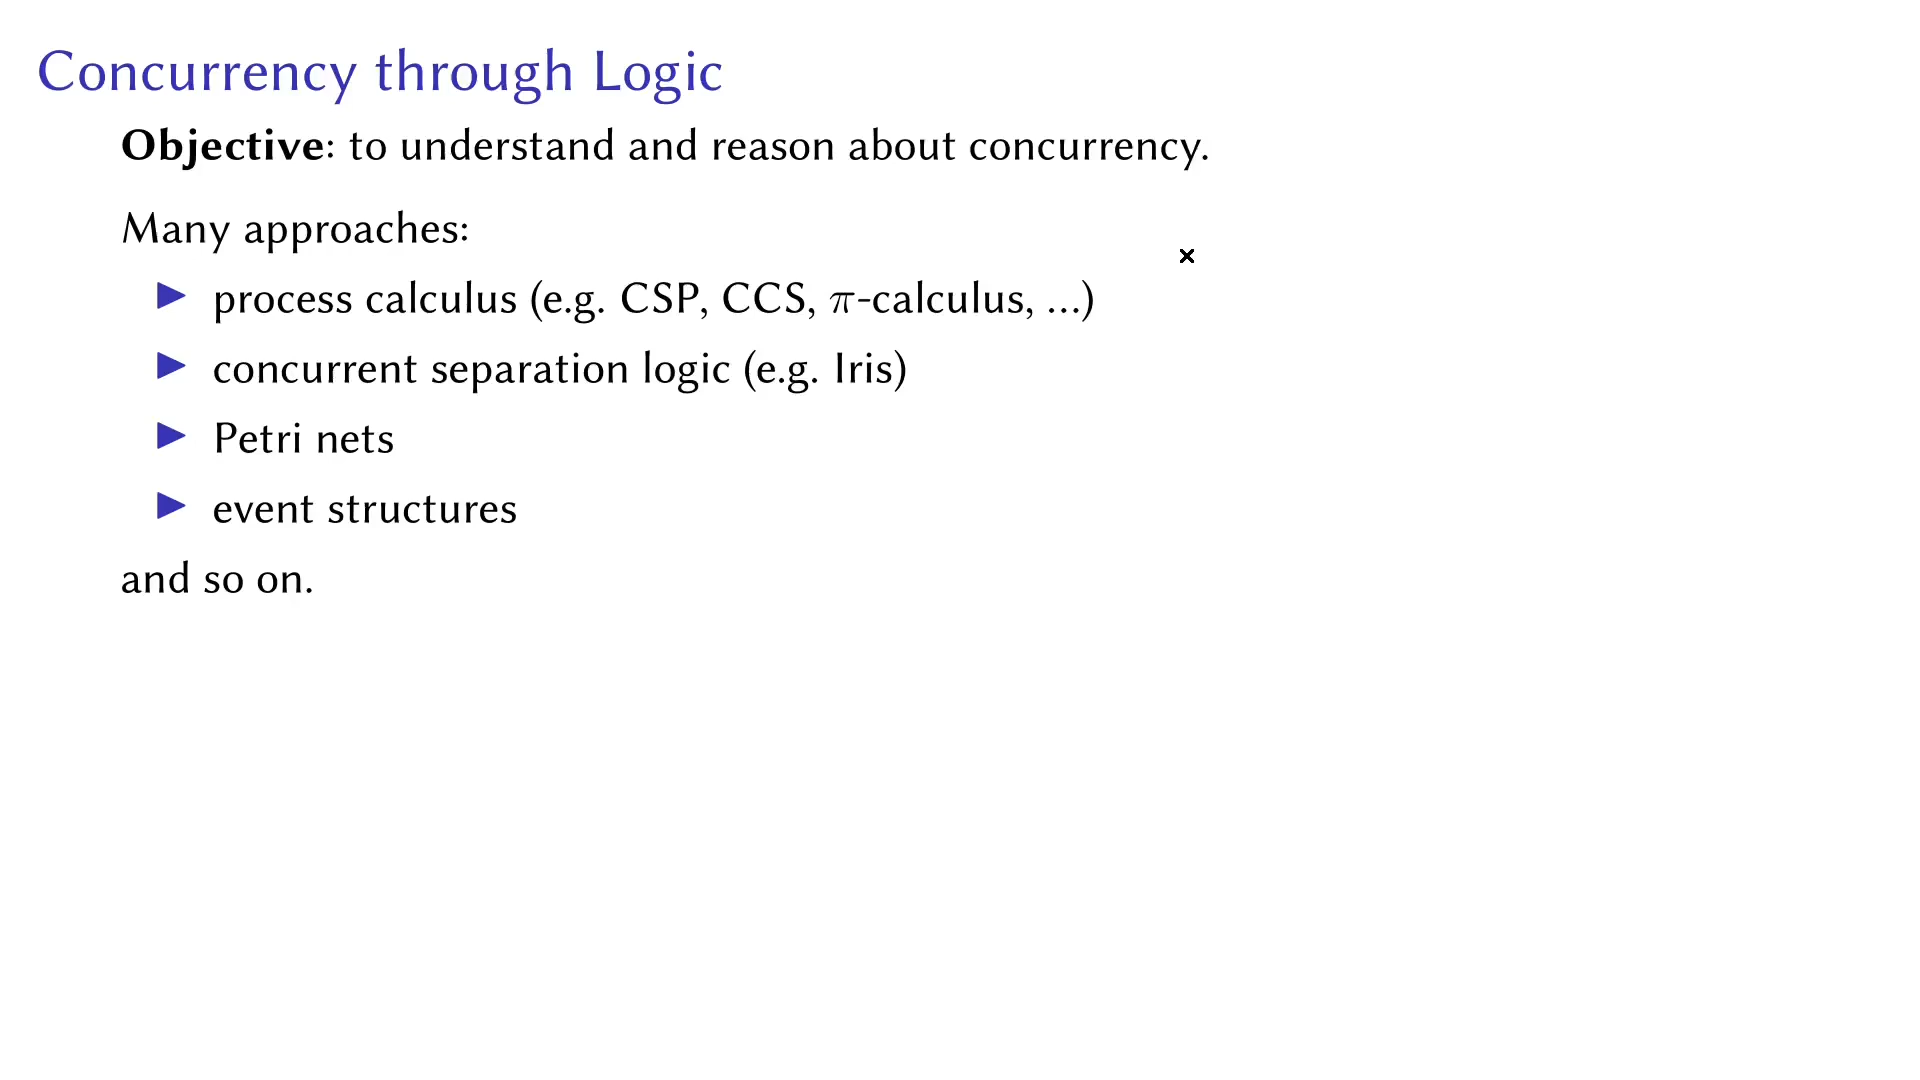 Concurrency through Logic
Objective: to understand and reason about concurrency.
Many approaches:
▶ process calculus (e.g. CSP, CCS, π-calculus, ...)
▶ concurrent separation logic (e.g. Iris)
▶ Petri nets
▶ event structures
and so on.